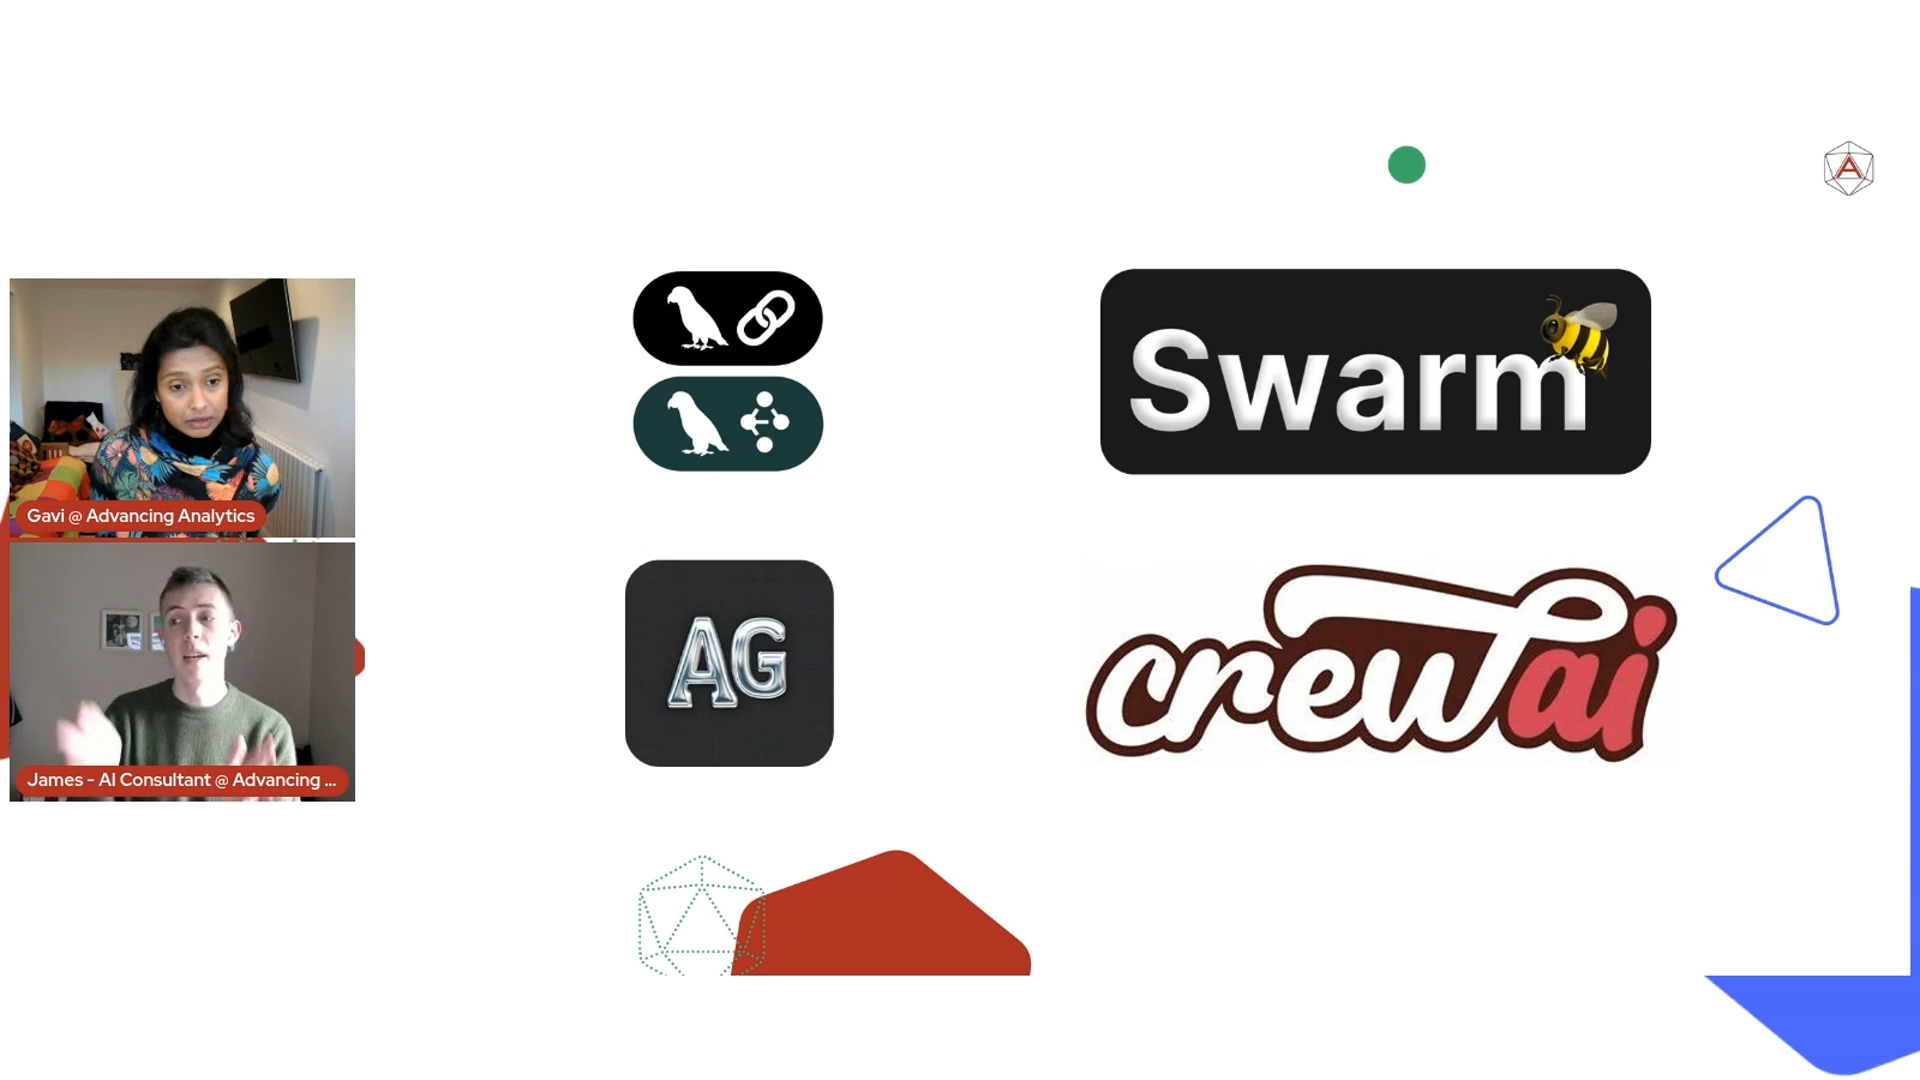 A
Swarm
Gavi @ Advancing Analytics
AG
crewai
James - AI Consultant @ Advancing ...